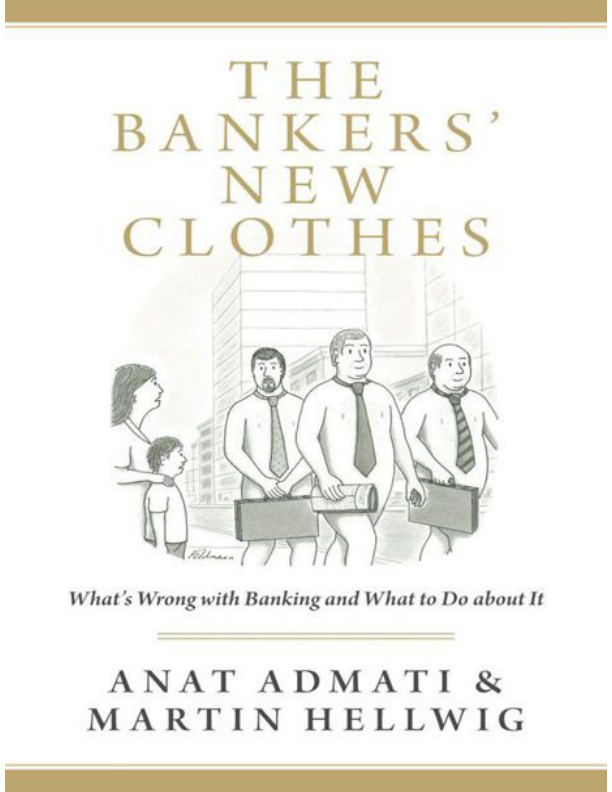 THE
BANKERS’
NEW
CLOTHES
What’s Wrong with Banking and What to Do about It
ANAT ADMATI &
MARTIN HELLWIG